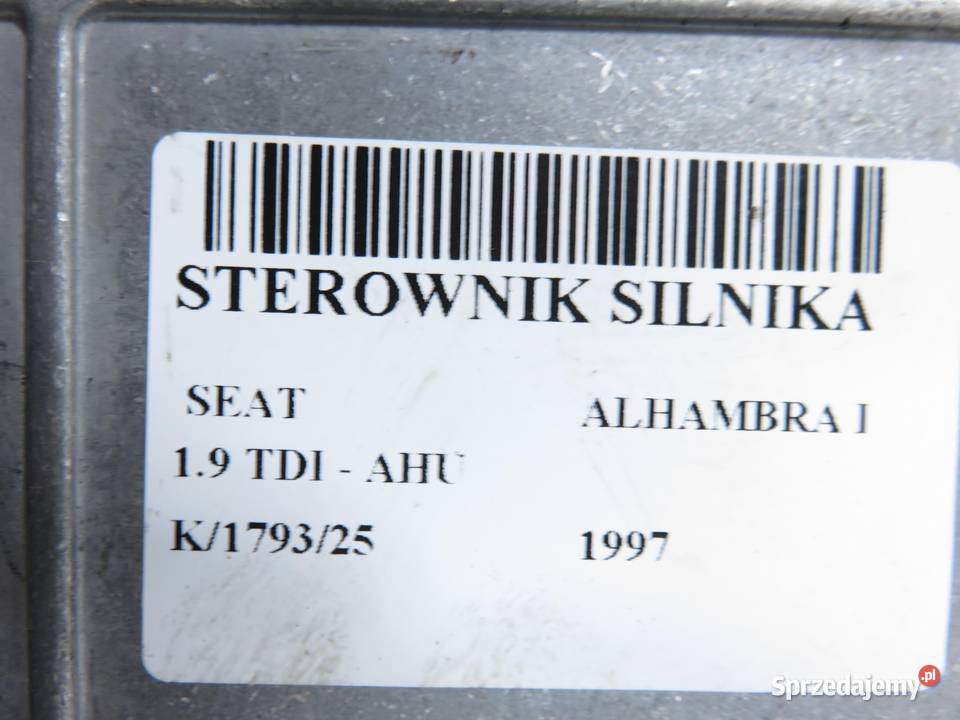 STEROWNIK SILNIKA
SEAT ALHAMBRA I
1.9 TDI - AHU
K/1793/25 1997
Sprzedajemy.pl